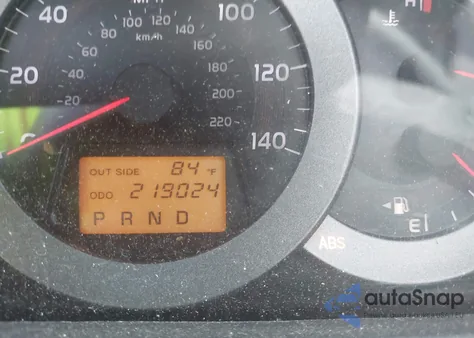 MPH
40 100
100 120
80 140
km/h
60 160
20 40 180 120
20 200
220 140
OUT SIDE 84 °F
ODO 219024
P R N D
H
E
ABS
autoSnap